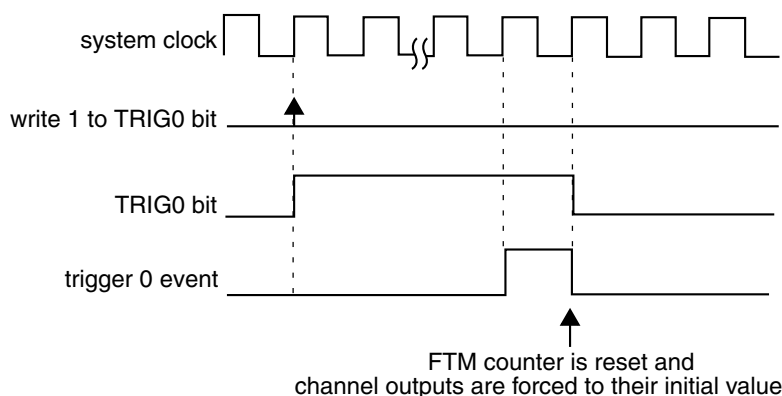 system clock
write 1 to TRIG0 bit
TRIG0 bit
trigger 0 event
FTM counter is reset and
channel outputs are forced to their initial value